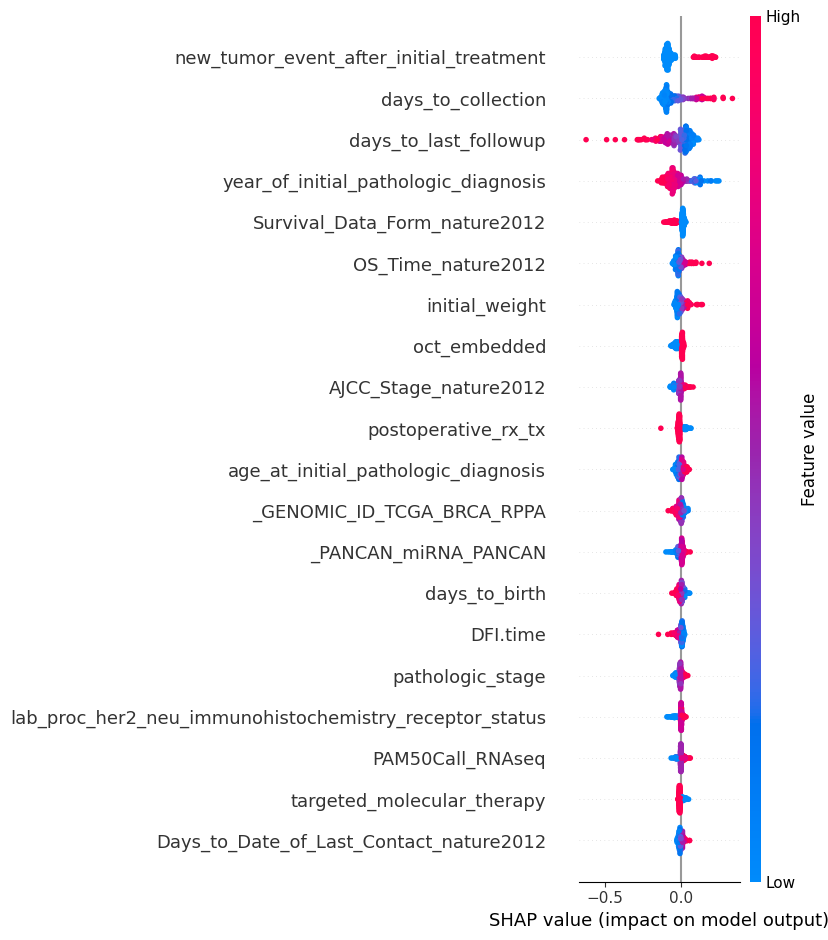 High
new_tumor_event_after_initial_treatment
days_to_collection
days_to_last_followup
year_of_initial_pathologic_diagnosis
Survival_Data_Form_nature2012
OS_Time_nature2012
initial_weight
oct_embedded
AJCC_Stage_nature2012
postoperative_rx_tx
age_at_initial_pathologic_diagnosis
_GENOMIC_ID_TCGA_BRCA_RPPA
_PANCAN_miRNA_PANCAN
days_to_birth
DFI.time
pathologic_stage
lab_proc_her2_neu_immunohistochemistry_receptor_status
PAM50Call_RNAseq
targeted_molecular_therapy
Days_to_Date_of_Last_Contact_nature2012
Feature value
Low
−0.5 0.0
SHAP value (impact on model output)